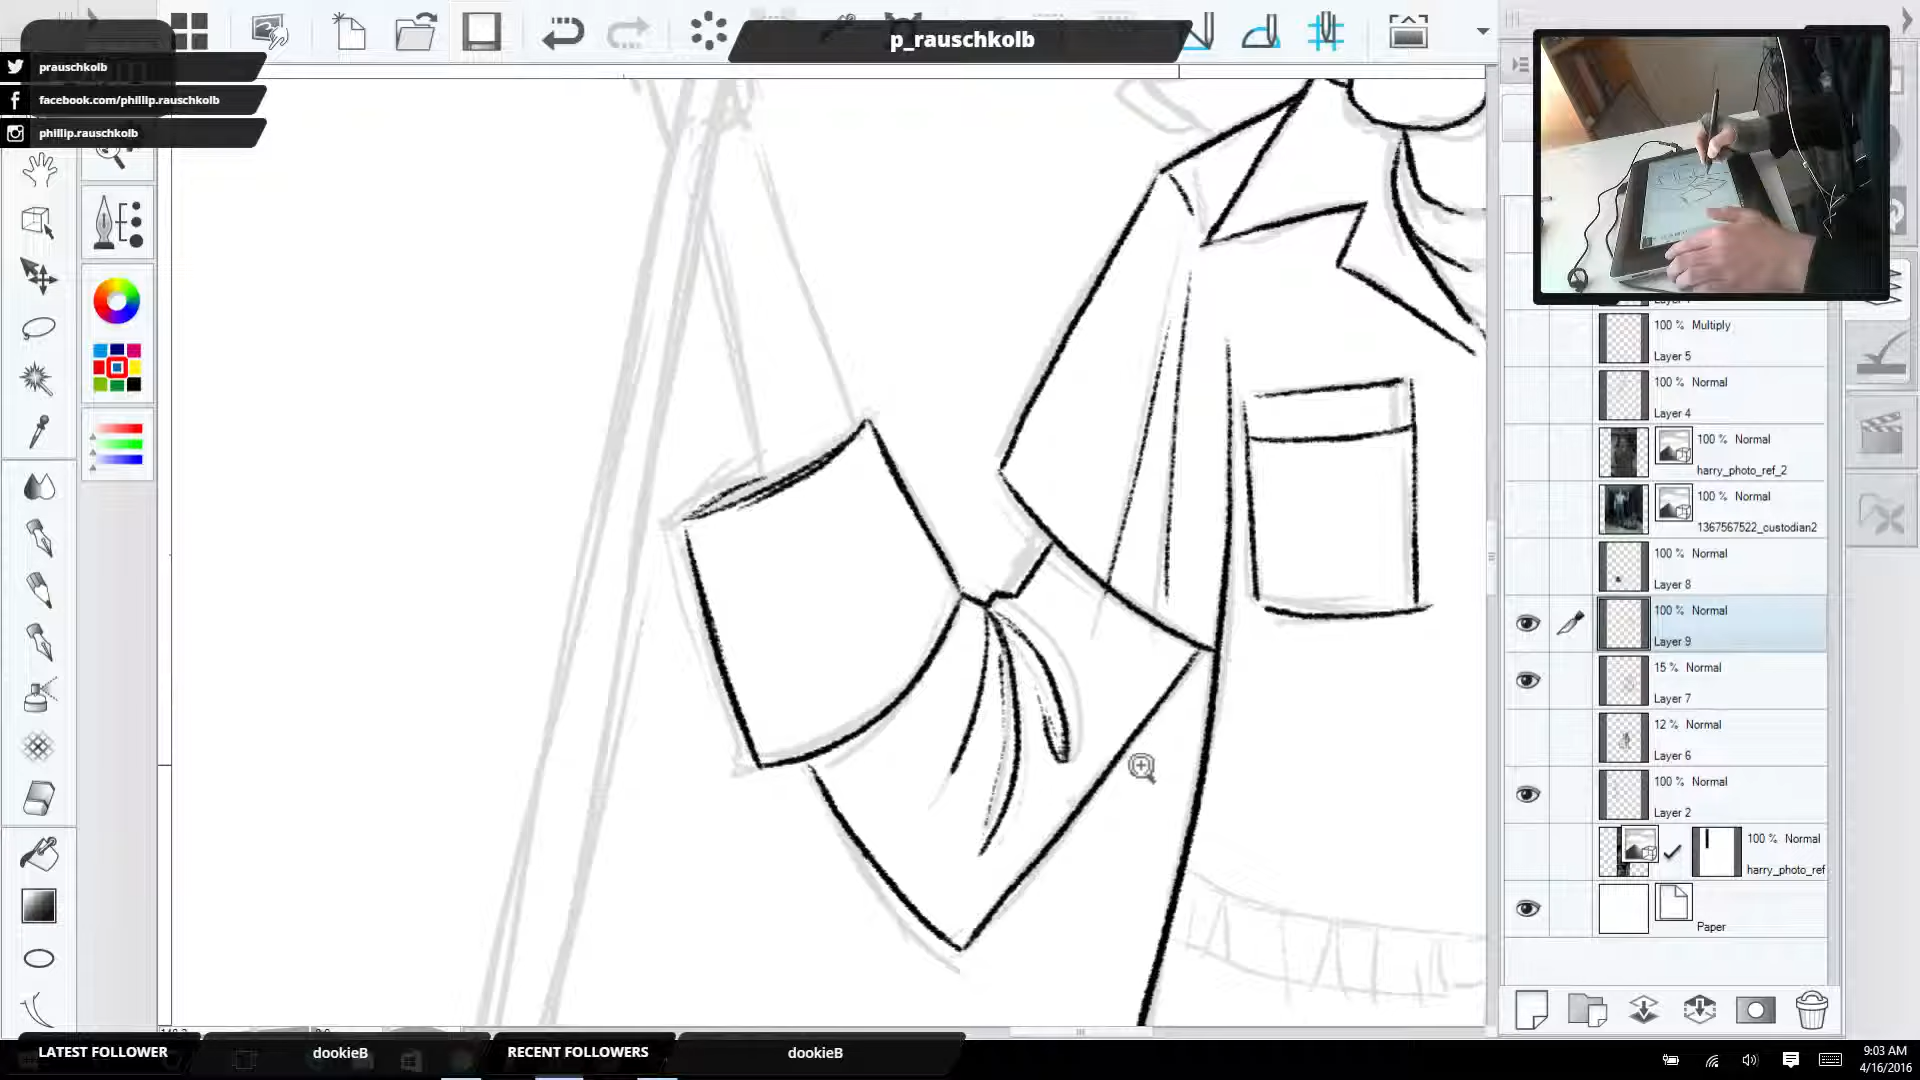 p_rauschkolb
prauschkolb
facebook.com/phillip.rauschkolb
phillip.rauschkolb
100 % Multiply
Layer 5
100 % Normal
Layer 4
100 % Normal
harry_photo_ref_2
100 % Normal
1367567522_custodian2
100 % Normal
Layer 8
100 % Normal
Layer 9
15 % Normal
Layer 7
12 % Normal
Layer 6
100 % Normal
Layer 2
100 % Normal
harry_photo_ref
Paper
LATEST FOLLOWER
dookieB
RECENT FOLLOWERS
dookieB
9:03 AM
4/16/2016